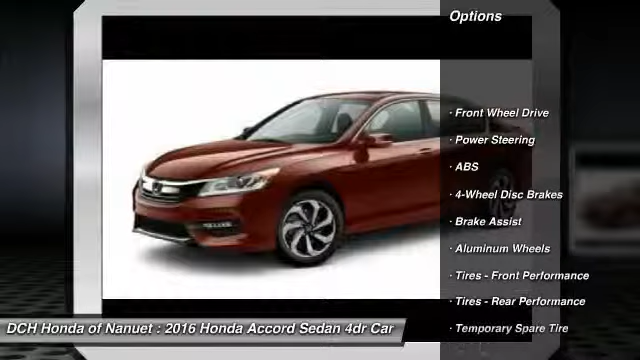 Options
· Front Wheel Drive
· Power Steering
· ABS
· 4-Wheel Disc Brakes
· Brake Assist
· Aluminum Wheels
· Tires - Front Performance
· Tires - Rear Performance
· Temporary Spare Tire
DCH Honda of Nanuet : 2016 Honda Accord Sedan 4dr Car